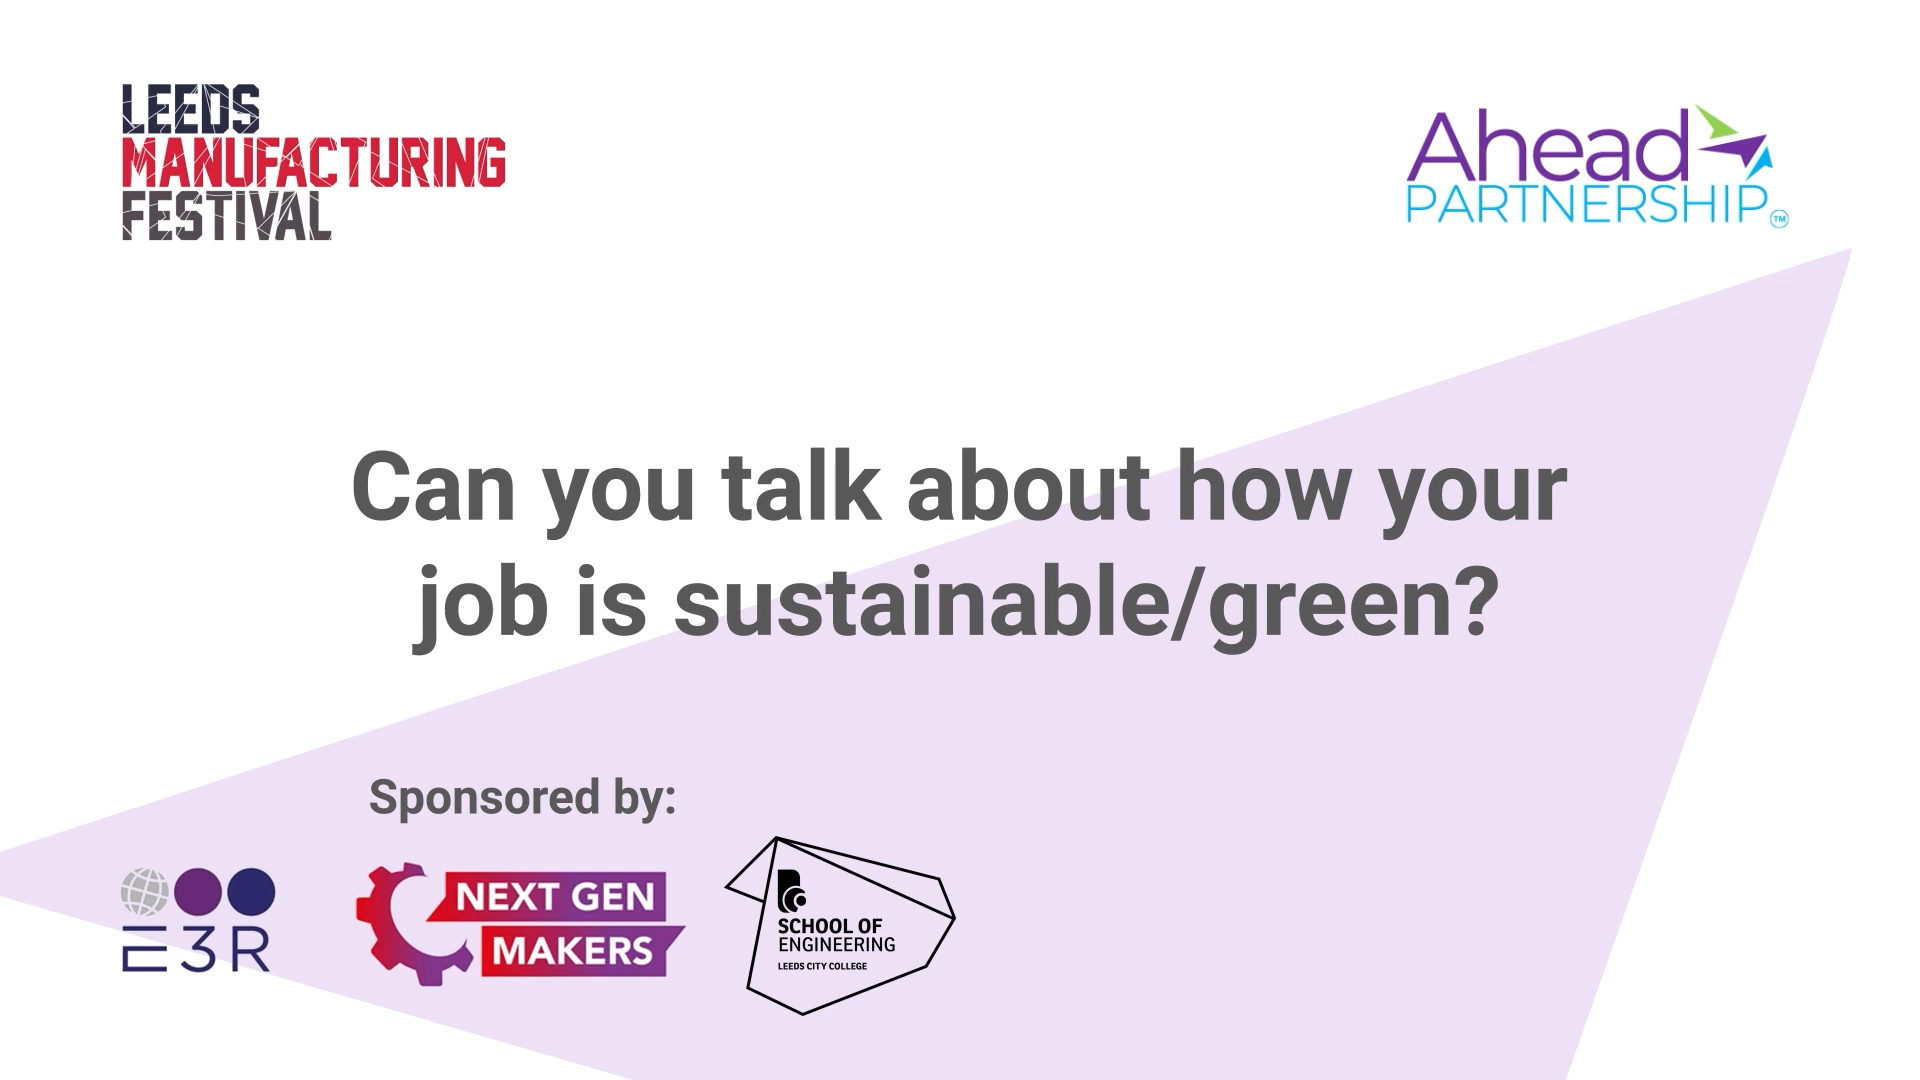 LEEDS
MANUFACTURING
FESTIVAL
Ahead
PARTNERSHIP TM
Can you talk about how your
job is sustainable/green?
Sponsored by:
E3R
NEXT GEN
MAKERS
SCHOOL OF
ENGINEERING
LEEDS CITY COLLEGE